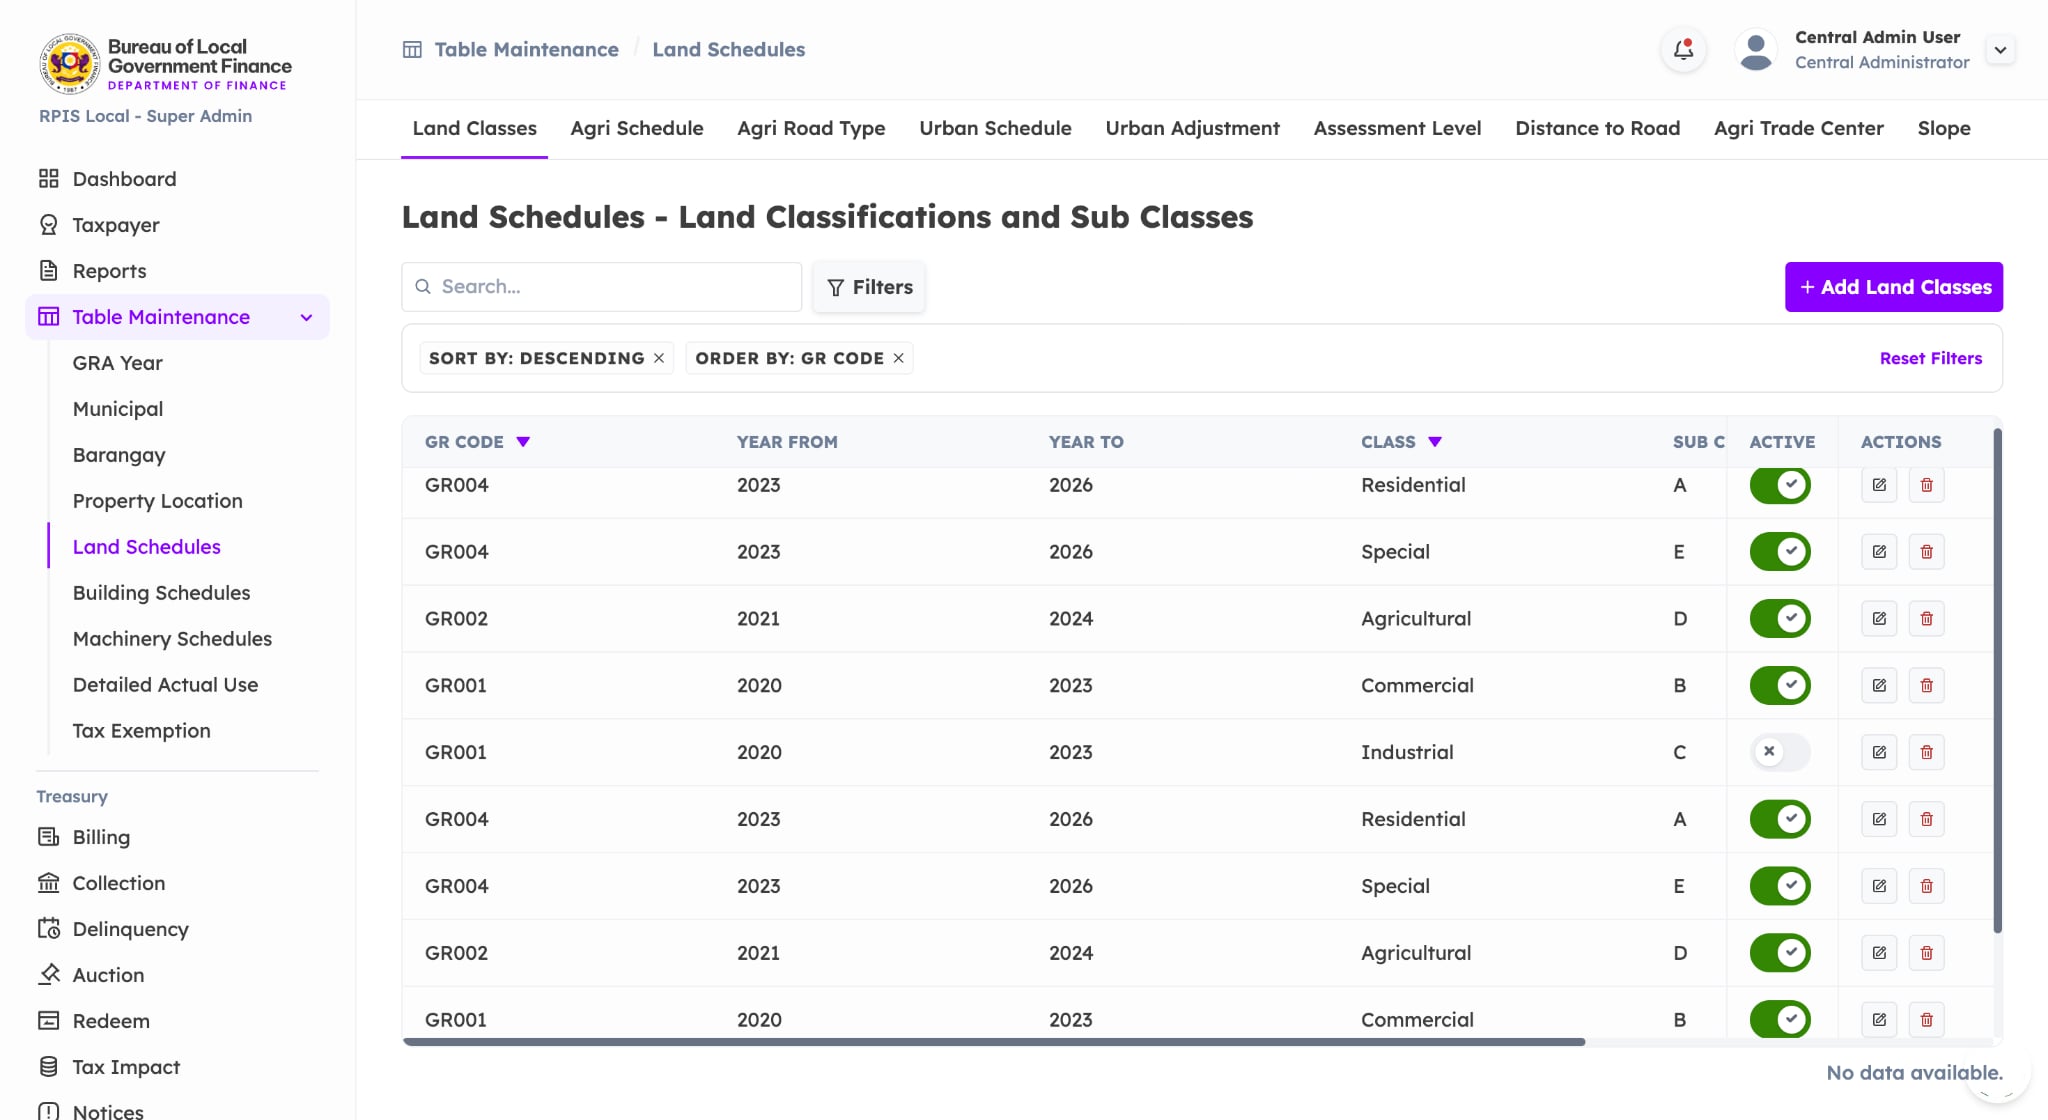 Bureau of Local
Government Finance
DEPARTMENT OF FINANCE
RPIS Local - Super Admin
Dashboard
Taxpayer
Reports
Table Maintenance
GRA Year
Municipal
Barangay
Property Location
Land Schedules
Building Schedules
Machinery Schedules
Detailed Actual Use
Tax Exemption
Treasury
Billing
Collection
Delinquency
Auction
Redeem
Tax Impact
Notices
Table Maintenance / Land Schedules
Central Admin User
Central Administrator
Land Classes Agri Schedule Agri Road Type Urban Schedule Urban Adjustment Assessment Level Distance to Road Agri Trade Center Slope
Land Schedules - Land Classifications and Sub Classes
Search... Filters + Add Land Classes
SORT BY: DESCENDING × ORDER BY: GR CODE × Reset Filters
GR CODE YEAR FROM YEAR TO CLASS SUB C ACTIVE ACTIONS
GR004 2023 2026 Residential A
GR004 2023 2026 Special E
GR002 2021 2024 Agricultural D
GR001 2020 2023 Commercial B
GR001 2020 2023 Industrial C
GR004 2023 2026 Residential A
GR004 2023 2026 Special E
GR002 2021 2024 Agricultural D
GR001 2020 2023 Commercial B
No data available.